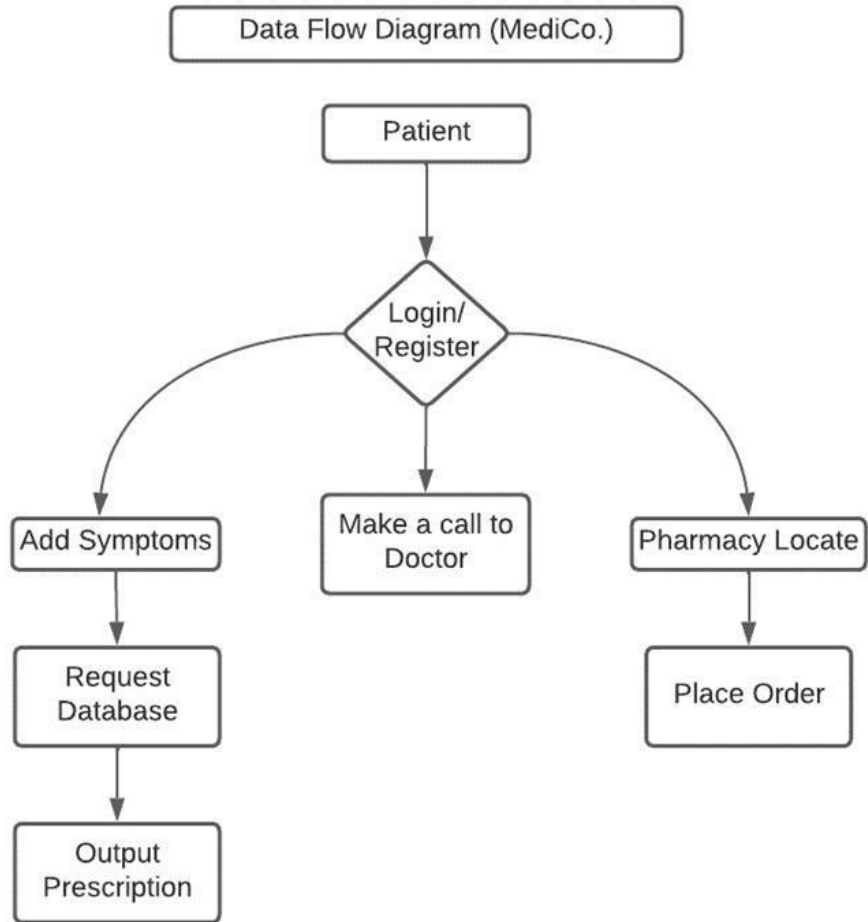 Data Flow Diagram (MediCo.)
Patient
Login/
Register
Add Symptoms
Make a call to
Doctor
Pharmacy Locate
Request
Database
Place Order
Output
Prescription